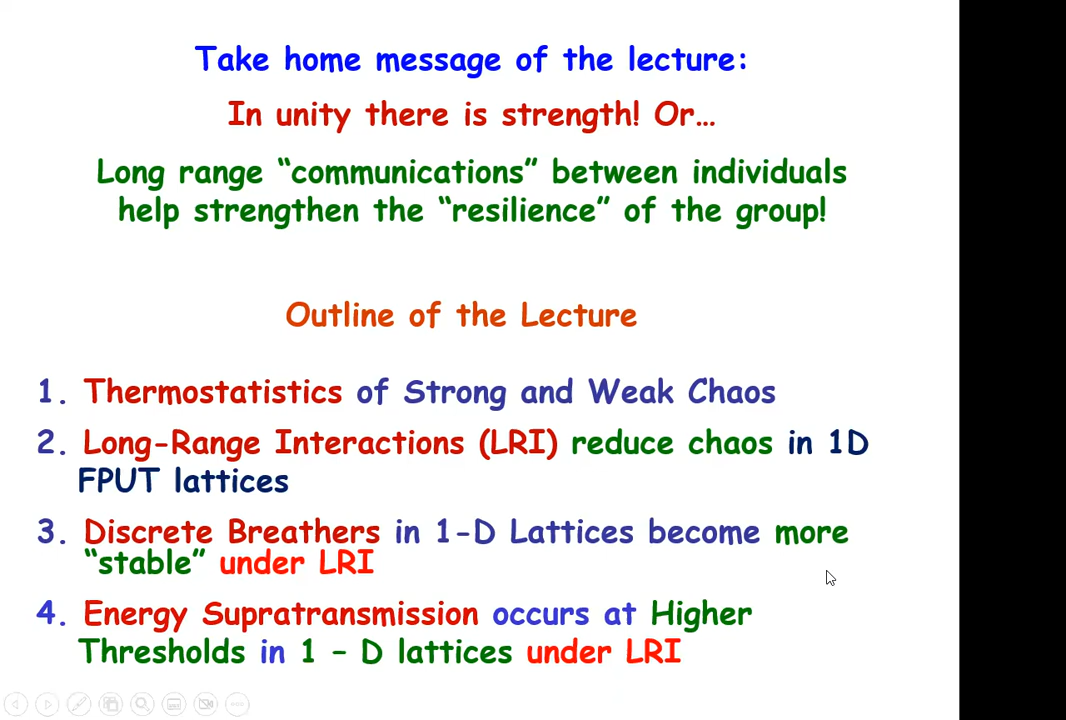 Take home message of the lecture:
In unity there is strength! Or…
Long range “communications” between individuals
help strengthen the “resilience” of the group!
Outline of the Lecture
1. Thermostatistics of Strong and Weak Chaos
2. Long-Range Interactions (LRI) reduce chaos in 1D
FPUT lattices
3. Discrete Breathers in 1-D Lattices become more
“stable” under LRI
4. Energy Supratransmission occurs at Higher
Thresholds in 1 – D lattices under LRI